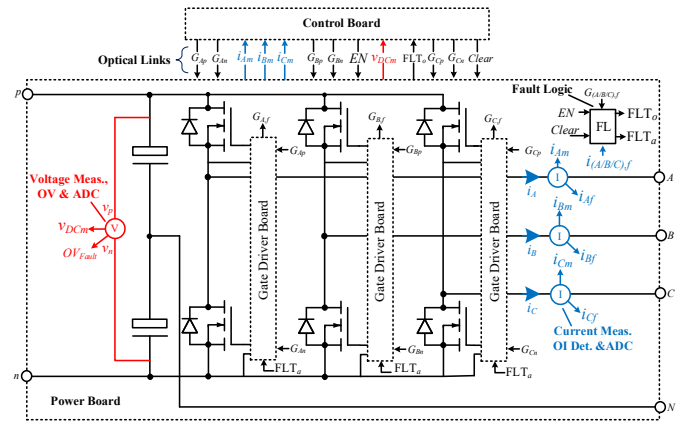 Control Board
Optical Links
G_Ap G_An i_Am i_Bm i_Cm G_Bp G_Bn EN v_DCm FLT_o G_Cp G_Cn Clear
Fault Logic
G_(A/B/C),f
EN
FL
FLT_o
Clear
FLT_a
i_(A/B/C),f
p
G_A,f
G_B,f
G_C,f
G_Ap
G_Bp
G_Cp
Gate Driver Board
Gate Driver Board
Gate Driver Board
Voltage Meas.,
OV & ADC
v_p
V
v_DCm
v_n
OV_Fault
i_Am
I
A
i_A
i_Af
i_Bm
I
B
i_B
i_Bf
i_Cm
I
C
i_C
i_Cf
Current Meas.
OI Det. &ADC
G_An
G_Bn
G_Cn
n
FLT_a
FLT_a
FLT_a
Power Board
N